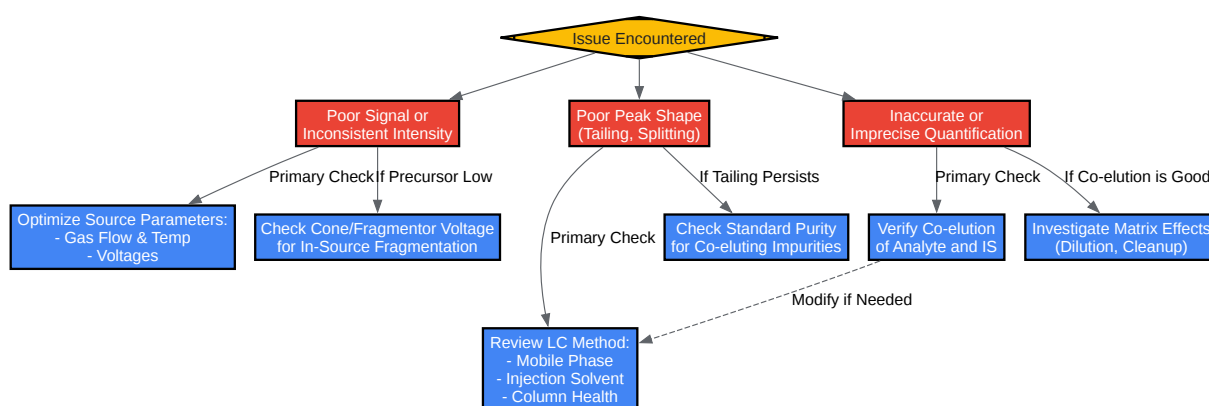 Issue Encountered
Poor Signal or
Inconsistent Intensity
Poor Peak Shape
(Tailing, Splitting)
Inaccurate or
Imprecise Quantification
Primary Check
If Precursor Low
If Tailing Persists
Primary Check
If Co-elution is Good
Optimize Source Parameters:
- Gas Flow & Temp
- Voltages
Check Cone/Fragmentor Voltage
for In-Source Fragmentation
Primary Check
Check Standard Purity
for Co-eluting Impurities
Verify Co-elution
of Analyte and IS
Investigate Matrix Effects
(Dilution, Cleanup)
Modify if Needed
Review LC Method:
- Mobile Phase
- Injection Solvent
- Column Health